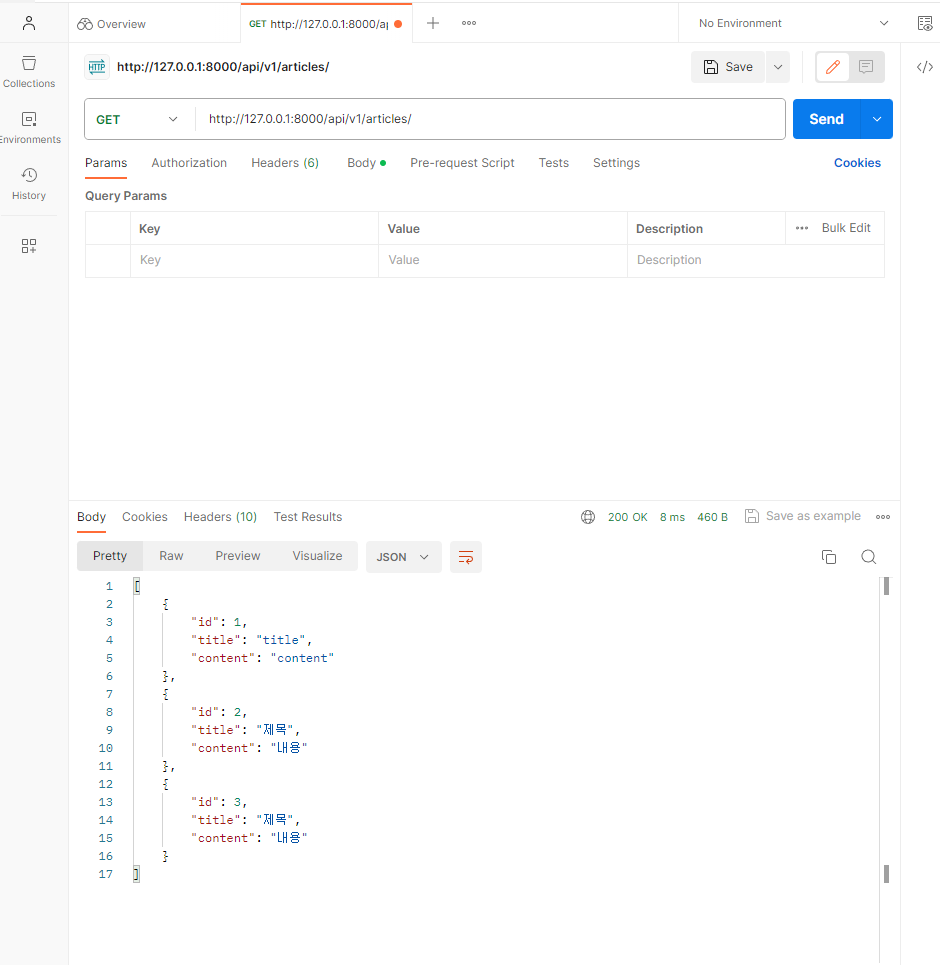 Overview
GET http://127.0.0.1:8000/ap
No Environment
Collections
Environments
History
HTTP http://127.0.0.1:8000/api/v1/articles/
Save
GET http://127.0.0.1:8000/api/v1/articles/
Send
Params Authorization Headers (6) Body Pre-request Script Tests Settings Cookies
Query Params
Key Value Description Bulk Edit
Key Value Description
Body Cookies Headers (10) Test Results 200 OK 8 ms 460 B Save as example
Pretty Raw Preview Visualize JSON
1 [
2 {
3 "id": 1,
4 "title": "title",
5 "content": "content"
6 },
7 {
8 "id": 2,
9 "title": "제목",
10 "content": "내용"
11 },
12 {
13 "id": 3,
14 "title": "제목",
15 "content": "내용"
16 }
17 ]